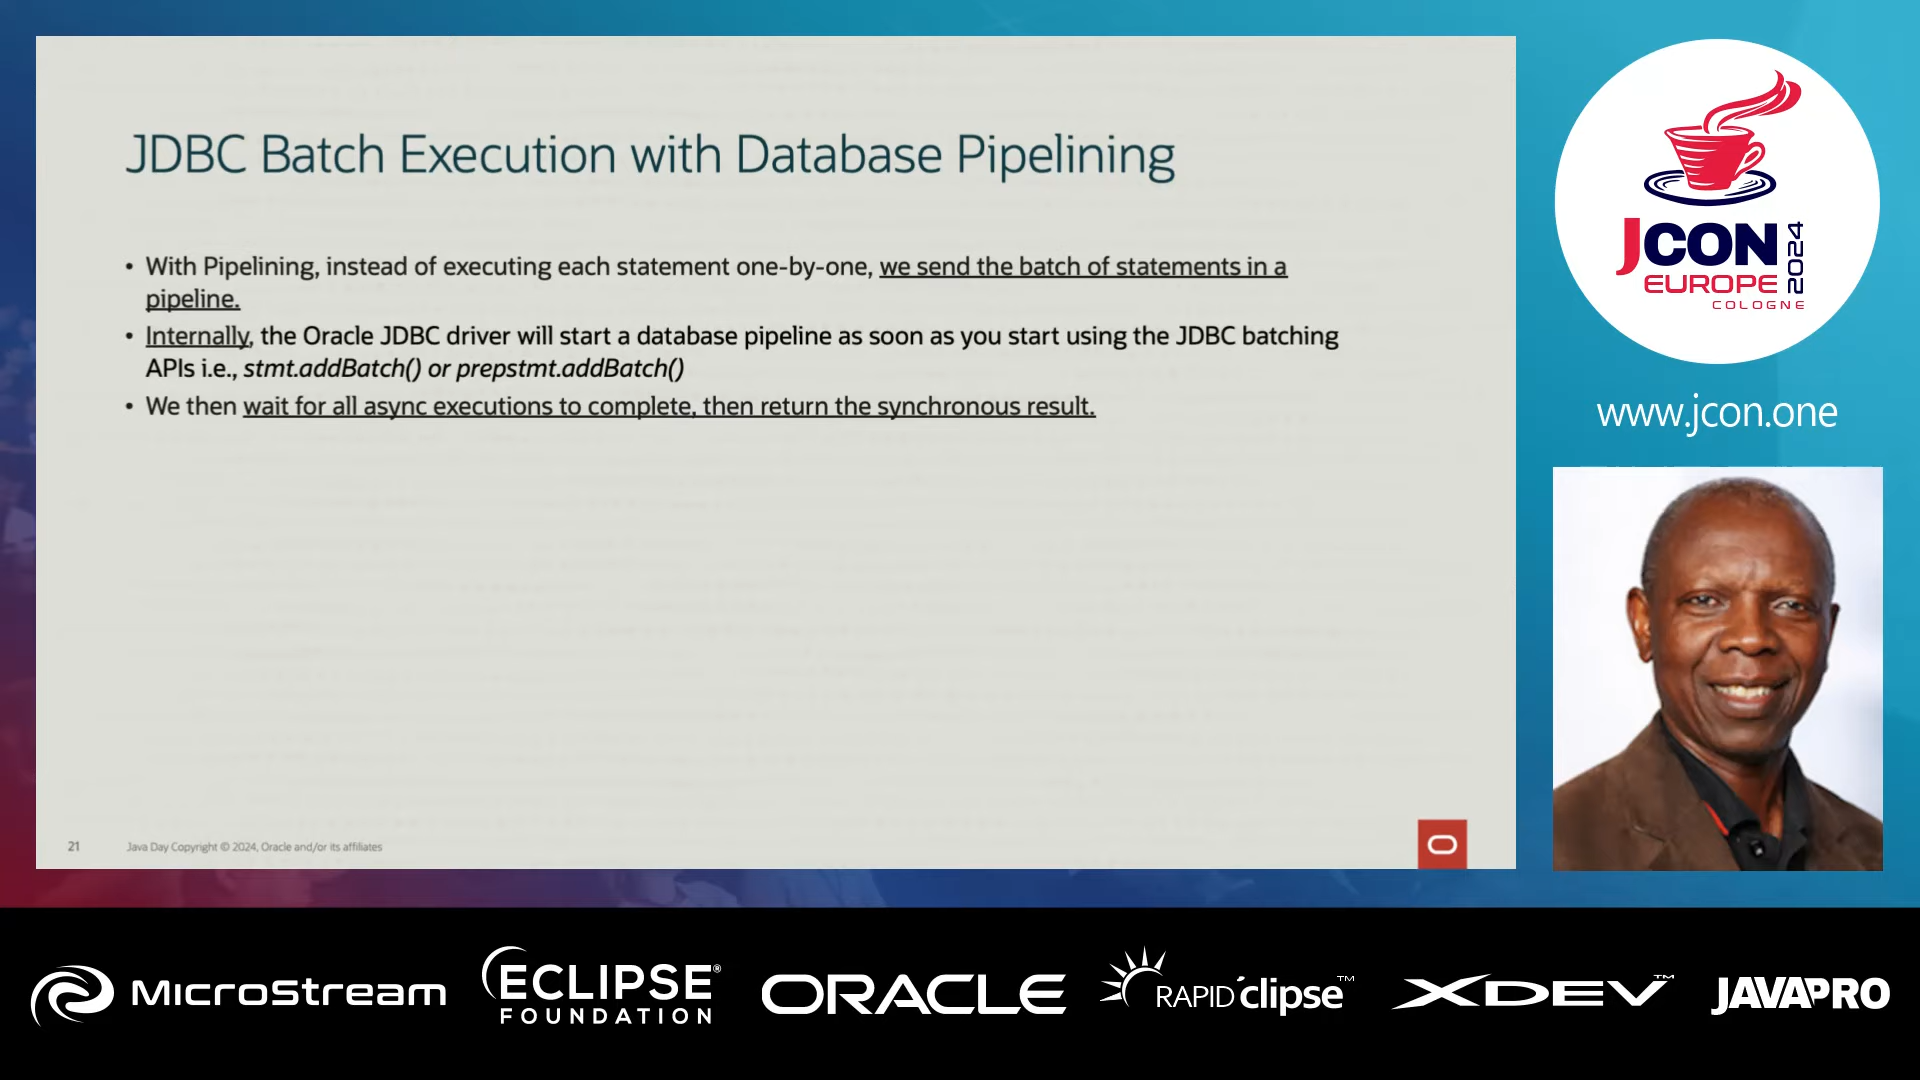 JDBC Batch Execution with Database Pipelining
• With Pipelining, instead of executing each statement one-by-one, we send the batch of statements in a
pipeline.
• Internally, the Oracle JDBC driver will start a database pipeline as soon as you start using the JDBC batching
APIs i.e., stmt.addBatch() or prepstmt.addBatch()
• We then wait for all async executions to complete, then return the synchronous result.
21
Java Day Copyright © 2024, Oracle and/or its affiliates
JCON
EUROPE
2024
COLOGNE
www.jcon.one
MicroStream
ECLIPSE®
FOUNDATION
ORACLE
RAPID'clipse™
XDEV™
JAVAPRO